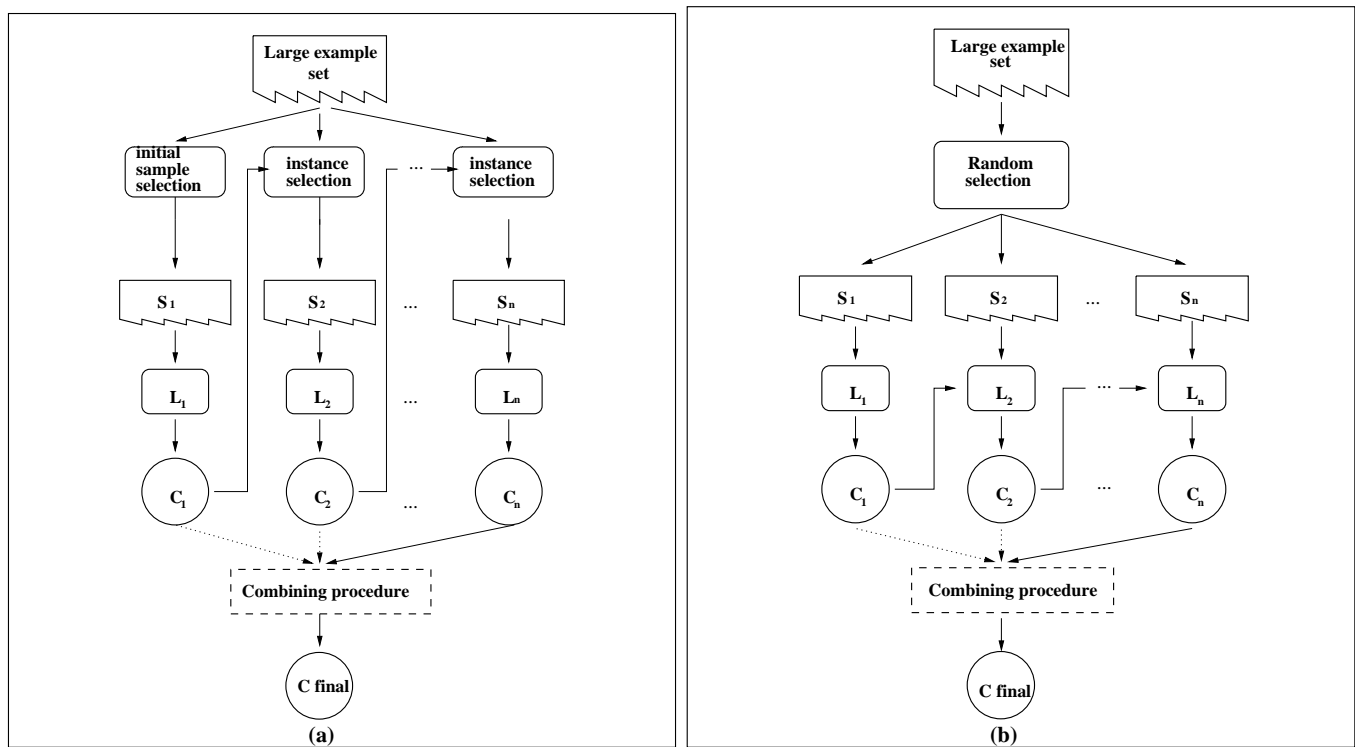 Large example
set
initial
sample
selection
instance
selection
...
instance
selection
S1
S2
...
Sn
L1
L2
...
Ln
C1
C2
...
Cn
Combining procedure
C final
(a)
Large example
set
Random
selection
S1
S2
...
Sn
L1
L2
...
Ln
C1
C2
...
Cn
Combining procedure
C final
(b)